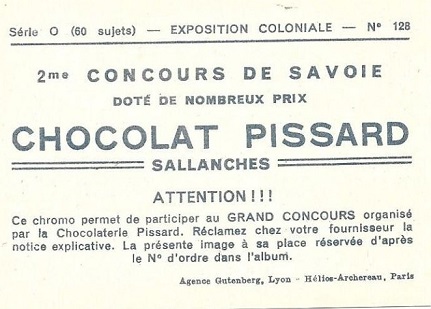 Série O (60 sujets) — EXPOSITION COLONIALE — N° 128
2me CONCOURS DE SAVOIE
DOTÉ DE NOMBREUX PRIX
CHOCOLAT PISSARD
SALLANCHES
ATTENTION!!!
Ce chromo permet de participer au GRAND CONCOURS organisé
par la Chocolaterie Pissard. Réclamez chez votre fournisseur la
notice explicative. La présente image à sa place réservée d'après
le N° d'ordre dans l'album.
Agence Gutenberg, Lyon - Hélios-Archereau, Paris